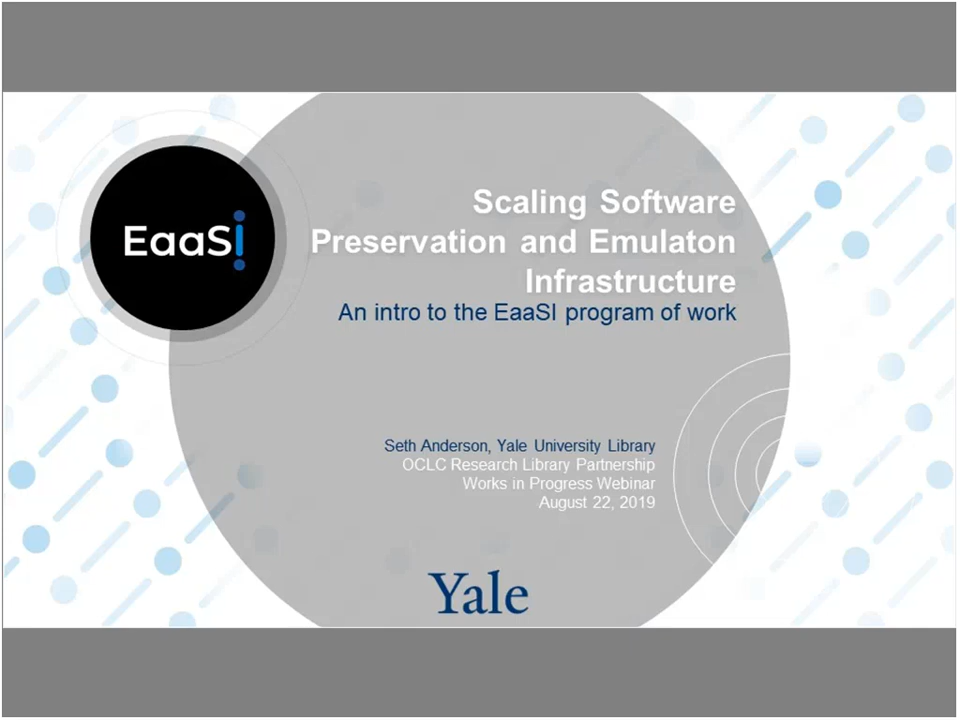 EaaSI
Scaling Software
Preservation and Emulaton
Infrastructure
An intro to the EaaSI program of work
Seth Anderson, Yale University Library
OCLC Research Library Partnership
Works in Progress Webinar
August 22, 2019
Yale